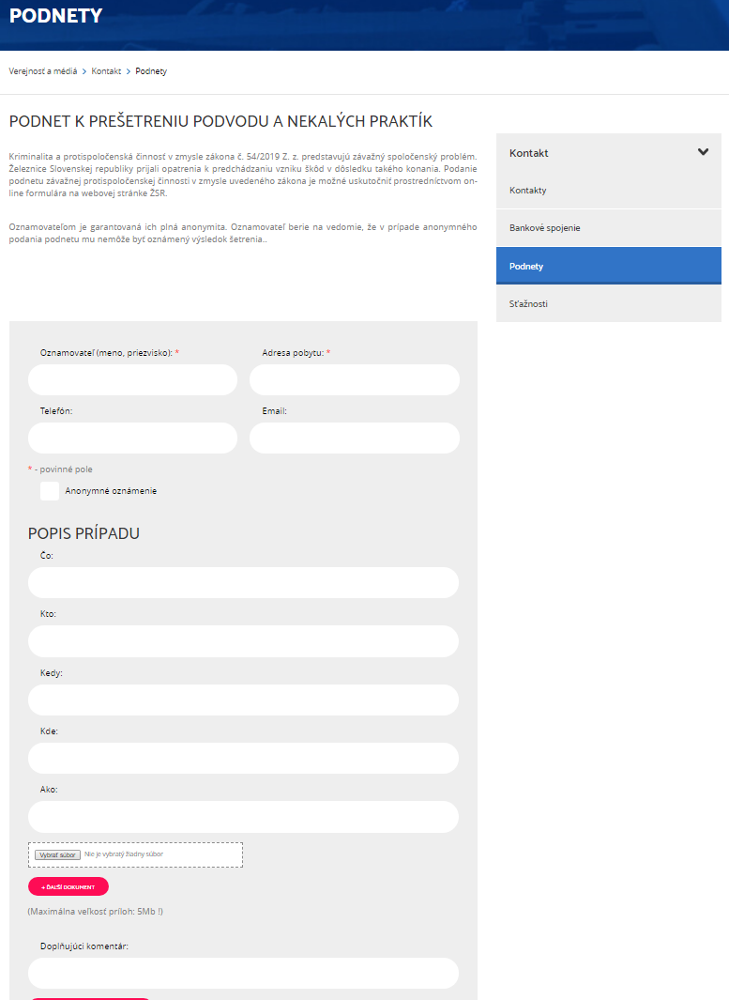 PODNETY
Verejnosť a médiá > Kontakt > Podnety
PODNET K PREŠETRENIU PODVODU A NEKALÝCH PRAKTÍK
Kriminalita a protispoločenská činnosť v zmysle zákona č. 54/2019 Z. z. predstavujú závažný spoločenský problém.
Železnice Slovenskej republiky prijali opatrenia k predchádzaniu vzniku škôd v dôsledku takého konania. Podanie
podnetu závažnej protispoločenskej činnosti v zmysle uvedeného zákona je možné uskutočniť prostredníctvom on-
line formulára na webovej stránke ŽSR.
Oznamovateľom je garantovaná ich plná anonymita. Oznamovateľ berie na vedomie, že v prípade anonymného
podania podnetu mu nemôže byť oznámený výsledok šetrenia..
Kontakt
Kontakty
Bankové spojenie
Podnety
Sťažnosti
Oznamovateľ (meno, priezvisko): *
Adresa pobytu: *
Telefón:
Email:
* - povinné pole
Anonymné oznámenie
POPIS PRÍPADU
Čo:
Kto:
Kedy:
Kde:
Ako:
Vybrať súbor Nie je vybratý žiadny súbor
+ ĎALŠÍ DOKUMENT
(Maximálna veľkosť príloh: 5Mb !)
Doplňujúci komentár: